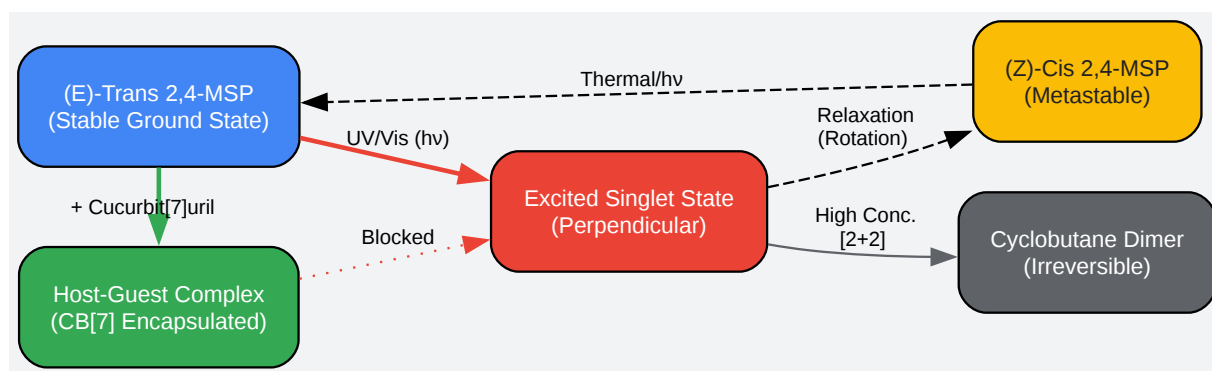 (E)-Trans 2,4-MSP
(Stable Ground State)
Thermal/hν
(Z)-Cis 2,4-MSP
(Metastable)
UV/Vis (hν)
Relaxation
(Rotation)
+ Cucurbit[7]uril
Excited Singlet State
(Perpendicular)
Blocked
High Conc.
[2+2]
Cyclobutane Dimer
(Irreversible)
Host-Guest Complex
(CB[7] Encapsulated)